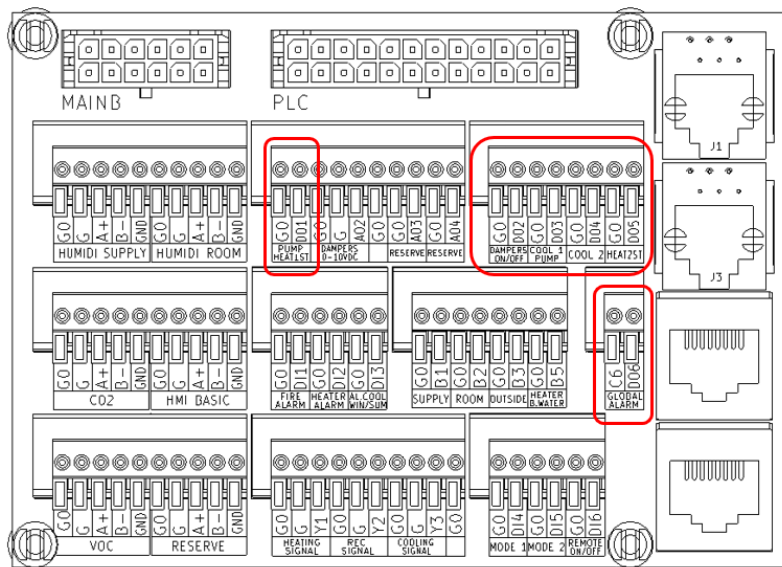 MAINB PLC
J1
G0 G A+ B- GND G0 G A+ B- GND G0 DO1 G0 G AO2 G0 G0 AO3 G0 AO4 G0 DO2 G0 DO3 G0 DO4 G0 DO5
HUMIDI SUPPLY HUMIDI ROOM PUMP HEAT1ST DAMPERS 0-10VDC RESERVE RESERVE DAMPERS ON/OFF COOL 1 PUMP COOL 2 HEAT2ST
J3
G0 G A+ B- GND G0 G A+ B- GND G0 DI1 G0 DI2 G0 DI3 G0 B1 G0 B2 G0 B3 G0 B5 C6 DO6
CO2 HMI BASIC FIRE ALARM HEATER ALARM AL.COOL WIN/SUM SUPPLY ROOM OUTSIDE HEATER B.WATER GLOBAL ALARM
G0 G A+ B- GND G0 G A+ B- GND G0 G Y1 G0 G Y2 G0 G Y3 G0 G0 DI4 G0 DI5 G0 DI6
VOC RESERVE HEATING SIGNAL REC SIGNAL COOLING SIGNAL MODE 1 MODE 2 REMOTE ON/OFF